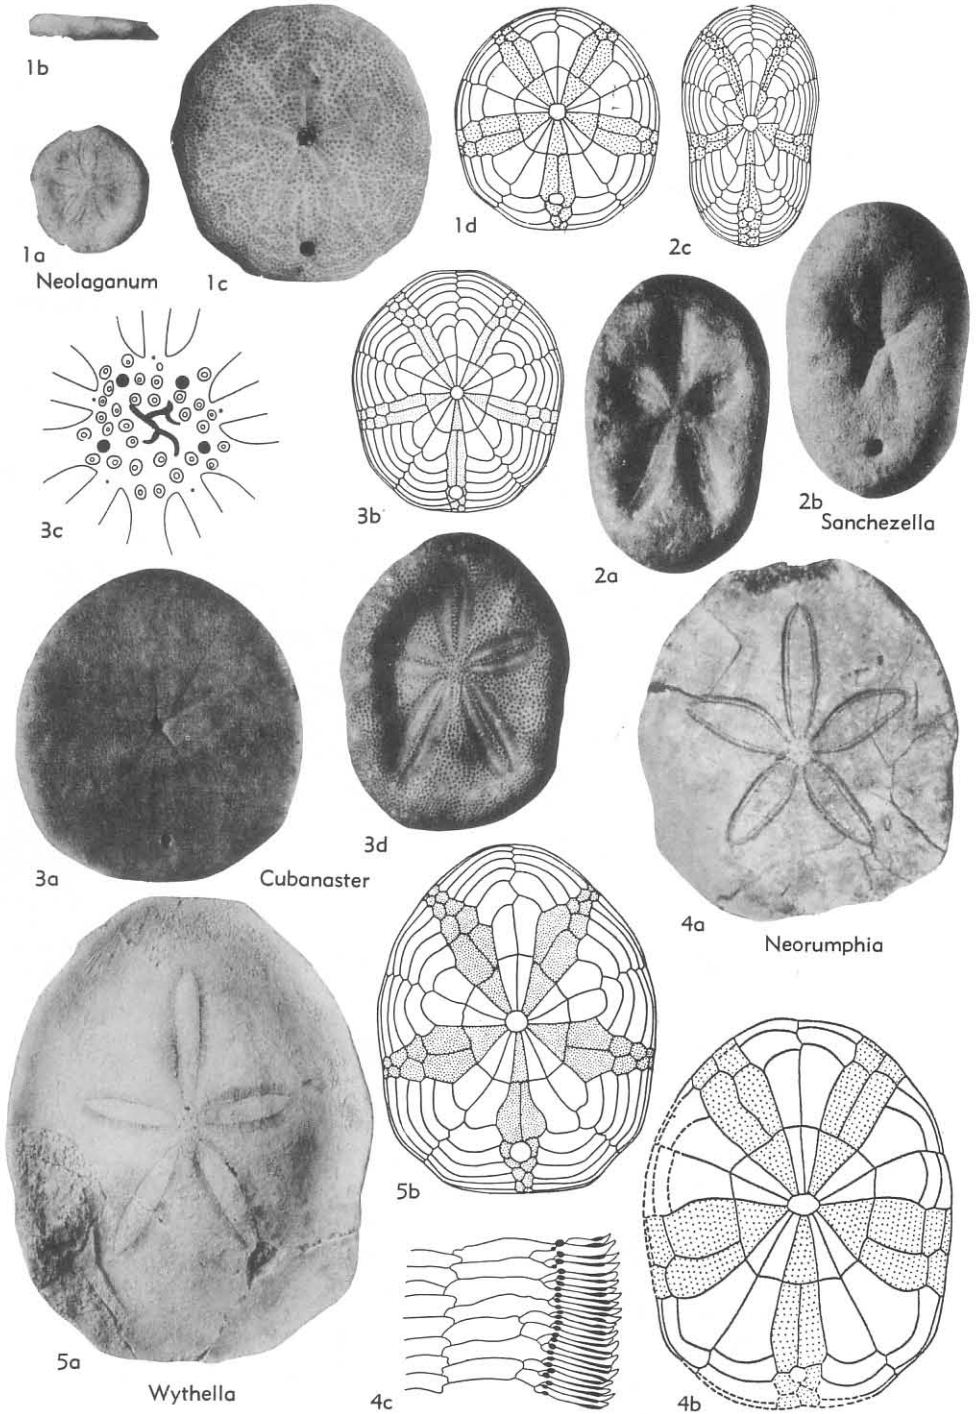 1b
1a
Neolaganum
1c
1d
2c
3c
3b
2a
2b
Sanchezella
3a
Cubanaster
3d
4a
Neorumphia
5a
Wythella
5b
4c
4b